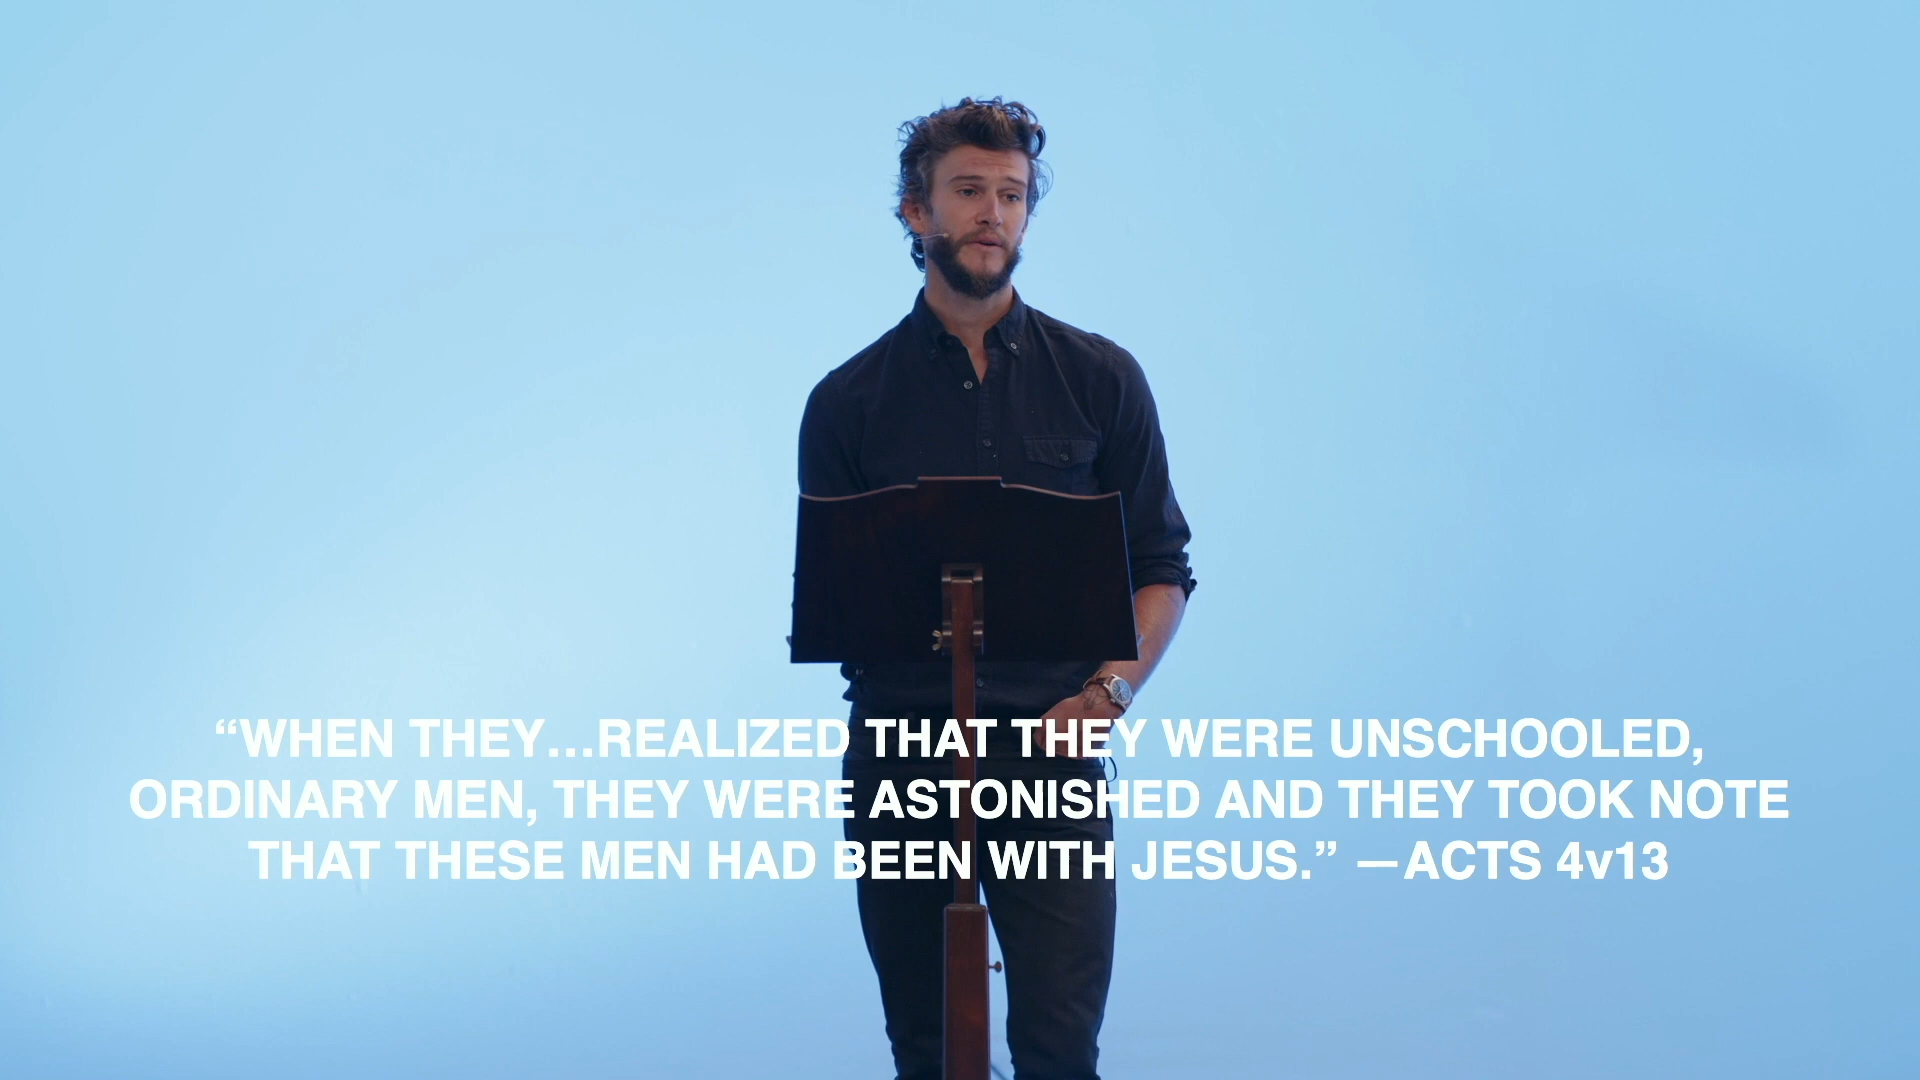 “WHEN THEY…REALIZED THAT THEY WERE UNSCHOOLED,
ORDINARY MEN, THEY WERE ASTONISHED AND THEY TOOK NOTE
THAT THESE MEN HAD BEEN WITH JESUS.” —ACTS 4v13